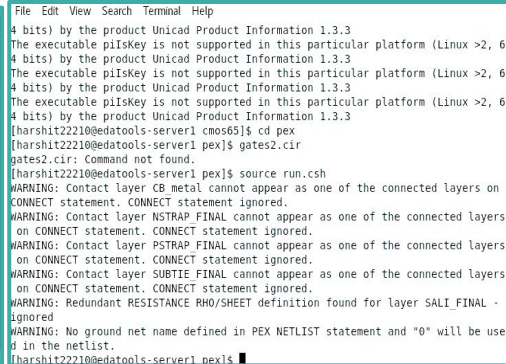 File Edit View Search Terminal Help
4 bits) by the product Unicad Product Information 1.3.3
The executable piIsKey is not supported in this particular platform (Linux >2, 6
4 bits) by the product Unicad Product Information 1.3.3
The executable piIsKey is not supported in this particular platform (Linux >2, 6
4 bits) by the product Unicad Product Information 1.3.3
The executable piIsKey is not supported in this particular platform (Linux >2, 6
4 bits) by the product Unicad Product Information 1.3.3
[harshit22210@edatools-server1 cmos65]$ cd pex
[harshit22210@edatools-server1 pex]$ gates2.cir
gates2.cir: Command not found.
[harshit22210@edatools-server1 pex]$ source run.csh
WARNING: Contact layer CB_metal cannot appear as one of the connected layers on
CONNECT statement. CONNECT statement ignored.
WARNING: Contact layer NSTRAP_FINAL cannot appear as one of the connected layers
on CONNECT statement. CONNECT statement ignored.
WARNING: Contact layer PSTRAP_FINAL cannot appear as one of the connected layers
on CONNECT statement. CONNECT statement ignored.
WARNING: Contact layer SUBTIE_FINAL cannot appear as one of the connected layers
on CONNECT statement. CONNECT statement ignored.
WARNING: Redundant RESISTANCE RHO/SHEET definition found for layer SALI_FINAL -
ignored
WARNING: No ground net name defined in PEX NETLIST statement and "0" will be use
d in the netlist.
[harshit22210@edatools-server1 pex]$